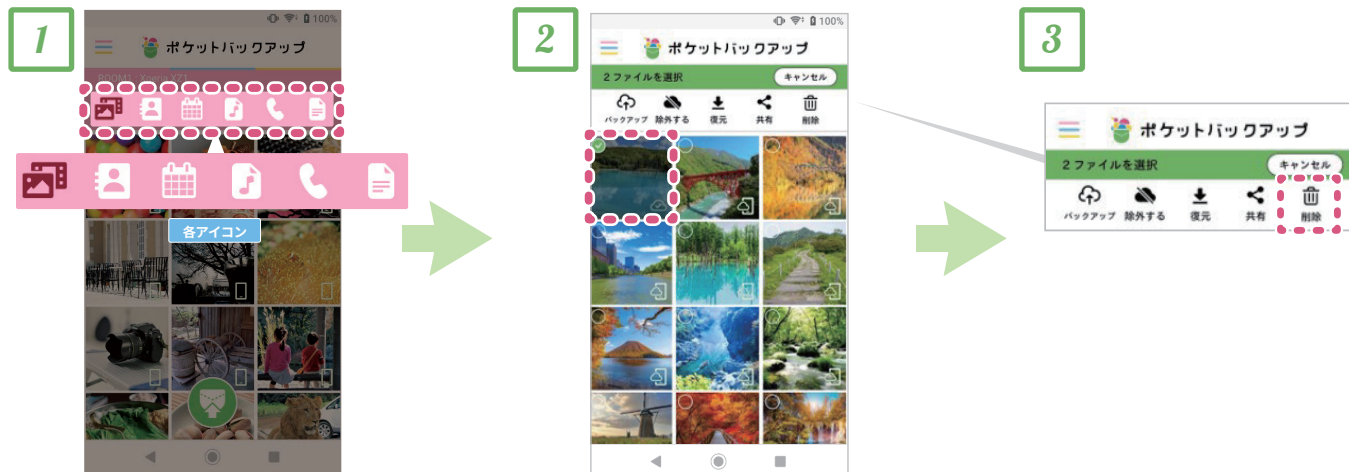 1
100%
ポケットバックアップ
ROOM1 : Xperia XZ1
各アイコン
2
100%
ポケットバックアップ
2ファイルを選択
キャンセル
バックアップ 除外する 復元 共有 削除
3
ポケットバックアップ
2ファイルを選択
キャンセル
バックアップ 除外する 復元 共有 削除